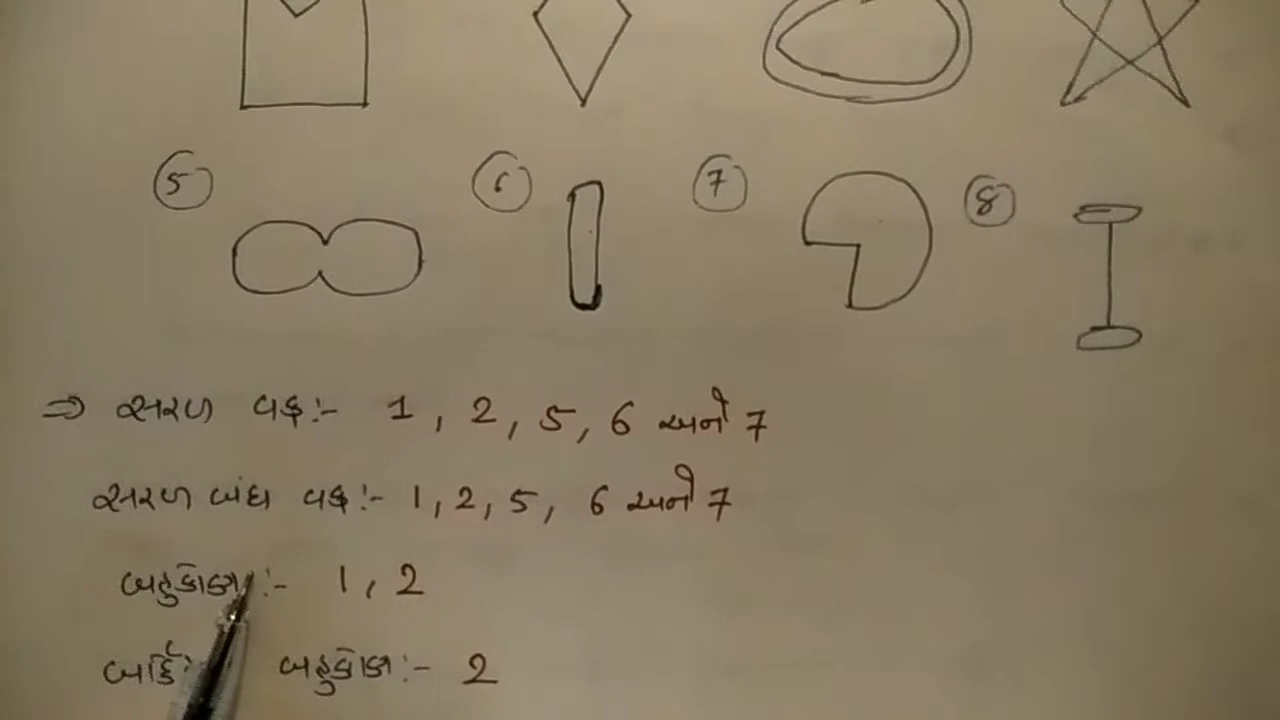 5 6 7 8
⇒ સરળ વક્ર :- 1, 2, 5, 6 અને 7
સરળ બંધ વક્ર :- 1, 2, 5, 6 અને 7
બહુકોણ :- 1, 2
બહુકોણ :- 2